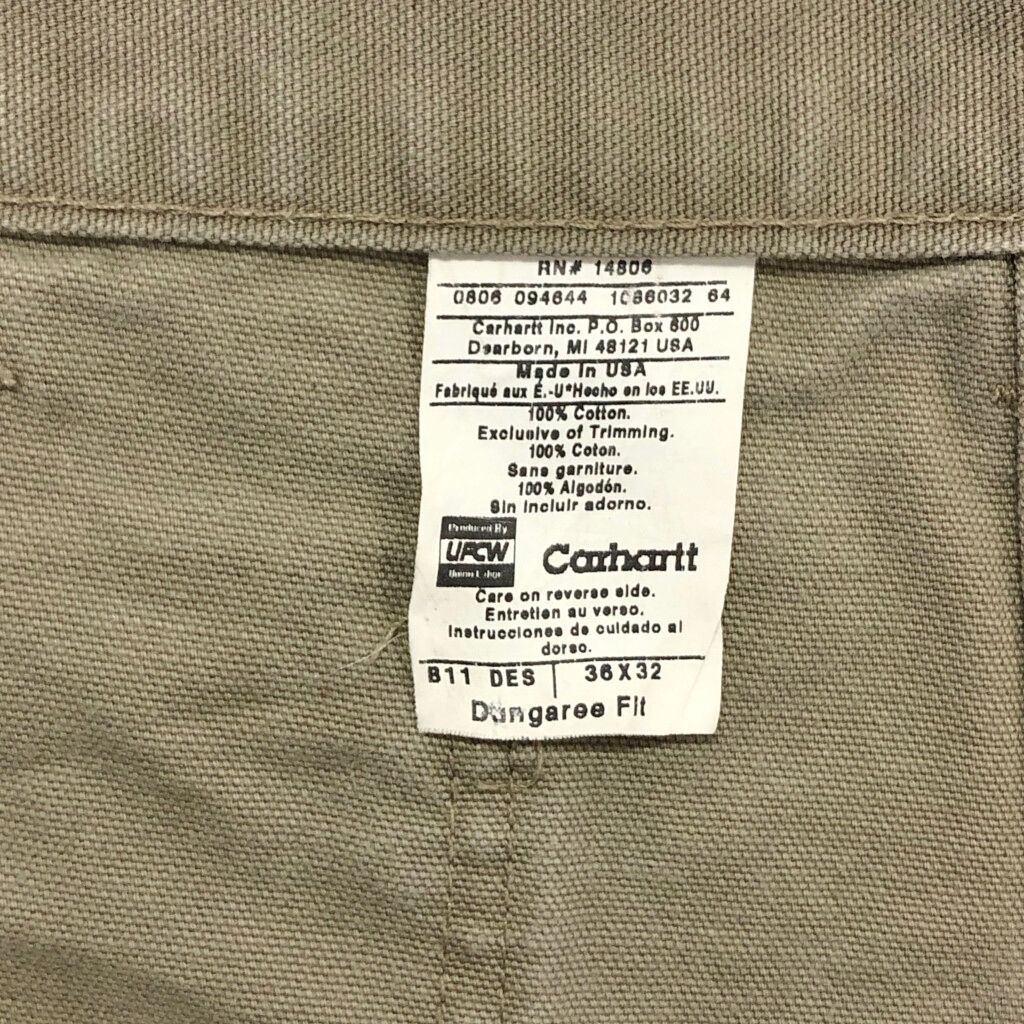 RN# 14806
0806 094644 1086032 64
Carhartt Inc. P.O. Box 600
Dearborn, MI 48121 USA
Made in USA
Fabriqué aux É.-U*Hecho en los EE.UU.
100% Cotton.
Exclusive of Trimming.
100% Coton.
Sans garniture.
100% Algodón.
Sin incluir adorno.
Produced By
UFCW
Union Labor
Carhartt
Care on reverse side.
Entretien au verso.
Instrucciones de cuidado al
dorso.
B11 DES 36X32
Dungaree Fit